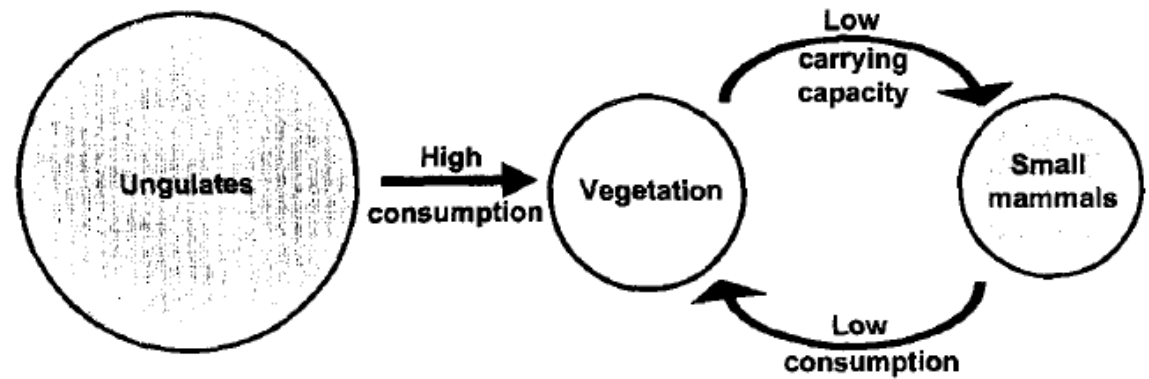 Ungulates
High
consumption
Vegetation
Low
carrying
capacity
Small
mammals
Low
consumption